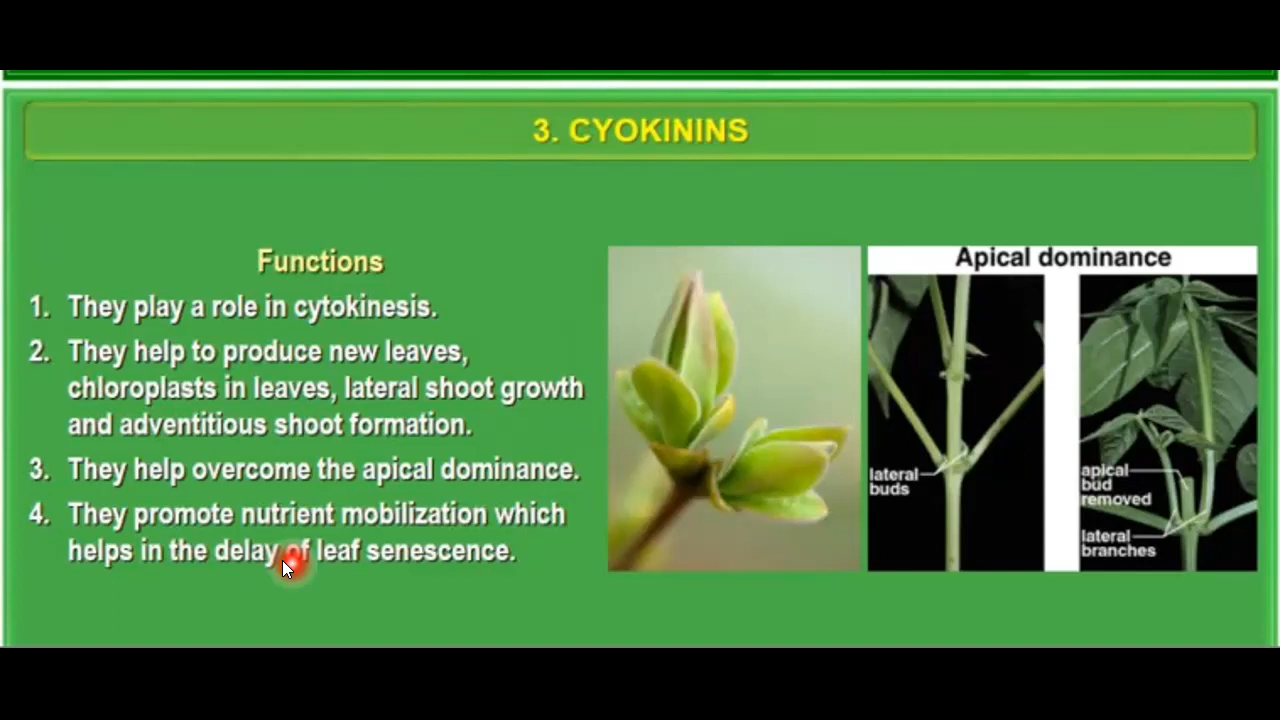 3. CYOKININS
Functions
1. They play a role in cytokinesis.
2. They help to produce new leaves,
chloroplasts in leaves, lateral shoot growth
and adventitious shoot formation.
3. They help overcome the apical dominance.
4. They promote nutrient mobilization which
helps in the delay of leaf senescence.
Apical dominance
lateral
buds
apical
bud
removed
lateral
branches